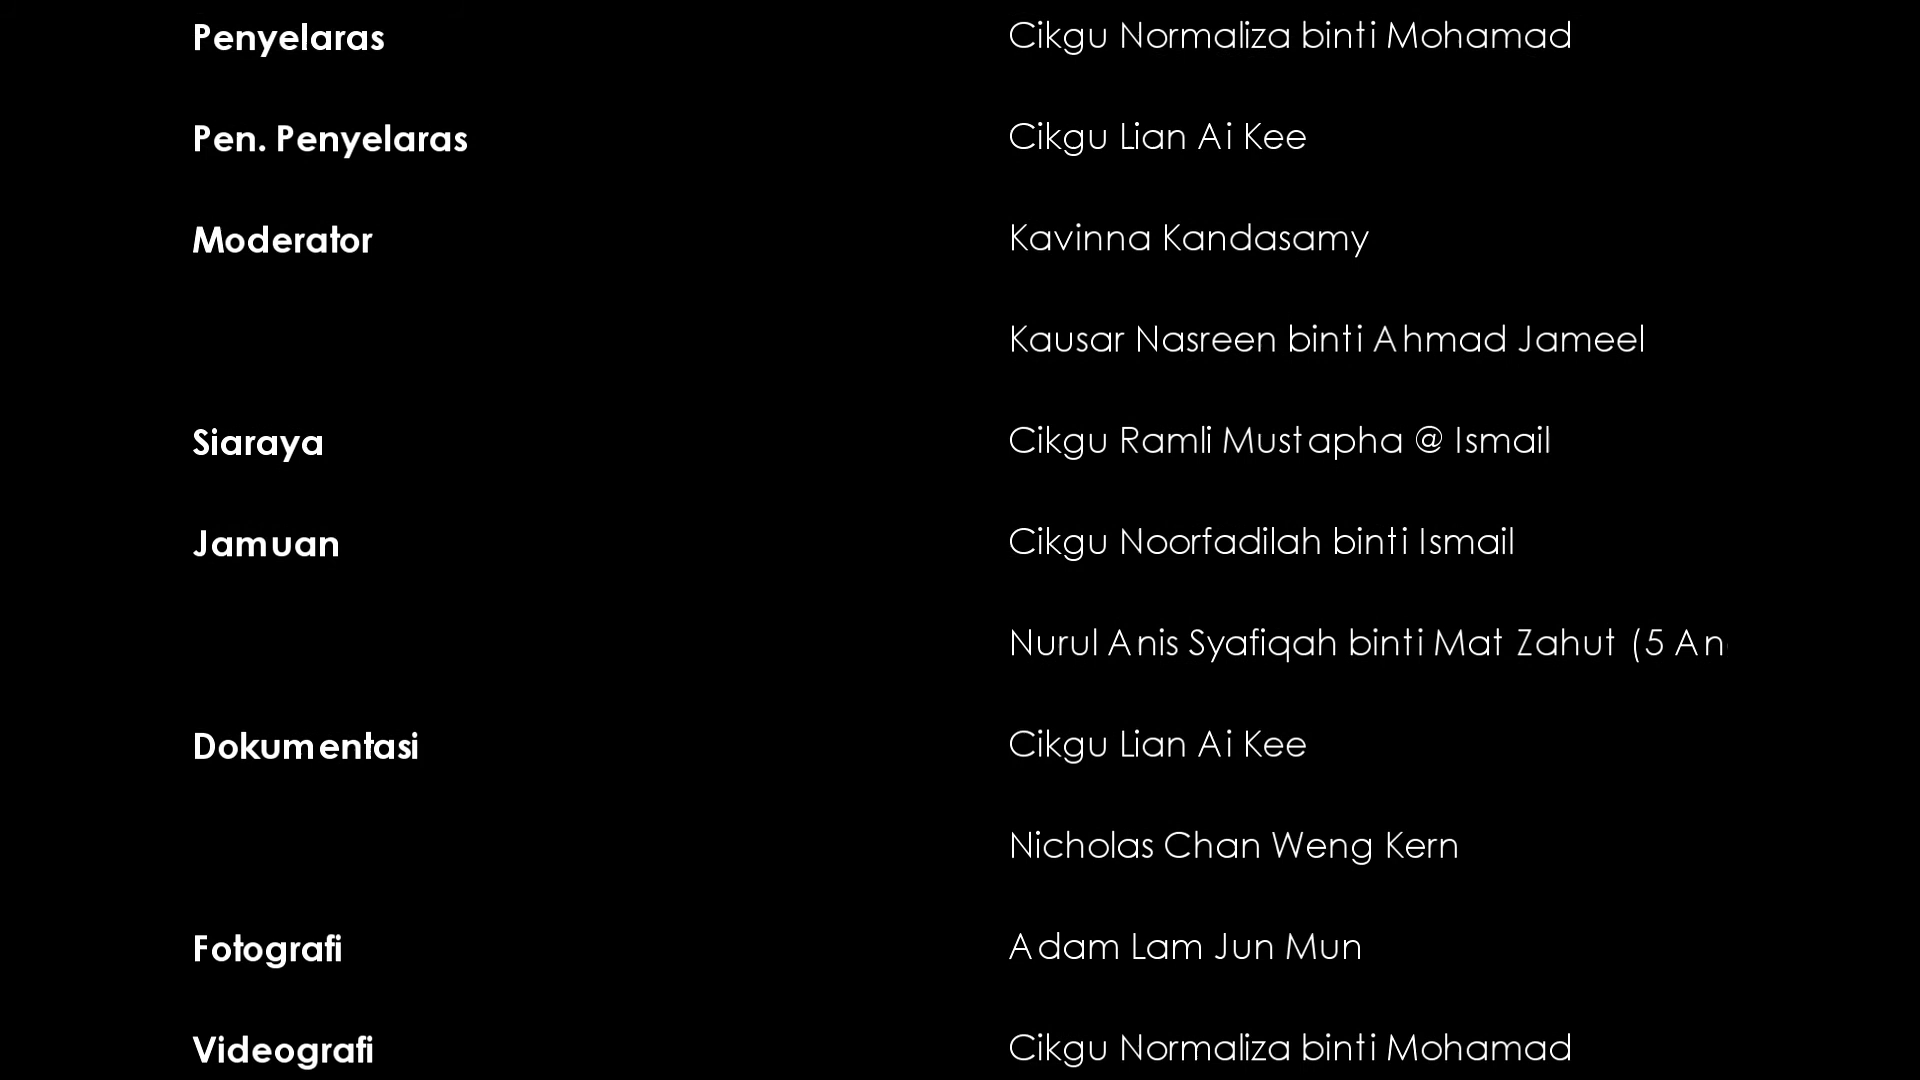 Penyelaras Cikgu Normaliza binti Mohamad
Pen. Penyelaras Cikgu Lian Ai Kee
Moderator Kavinna Kandasamy
Kausar Nasreen binti Ahmad Jameel
Siaraya Cikgu Ramli Mustapha @ Ismail
Jamuan Cikgu Noorfadilah binti Ismail
Nurul Anis Syafiqah binti Mat Zahut (5
Dokumentasi Cikgu Lian Ai Kee
Nicholas Chan Weng Kern
Fotografi Adam Lam Jun Mun
Videografi Cikgu Normaliza binti Mohamad